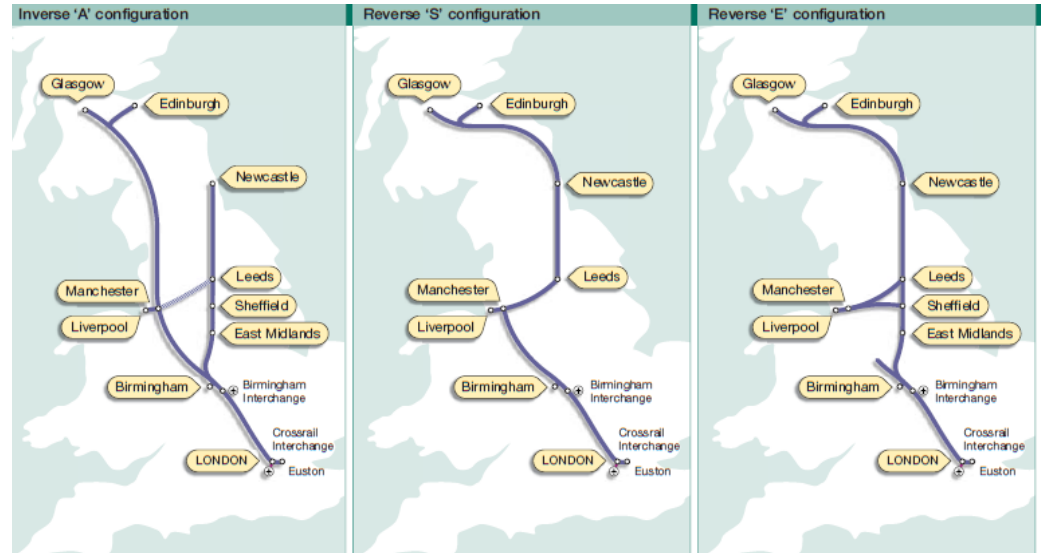 Inverse ‘A’ configuration
Glasgow
Edinburgh
Newcastle
Leeds
Manchester
Sheffield
Liverpool
East Midlands
Birmingham
Birmingham
Interchange
Crossrail
Interchange
LONDON
Euston
Reverse ‘S’ configuration
Glasgow
Edinburgh
Newcastle
Leeds
Manchester
Liverpool
Birmingham
Birmingham
Interchange
Crossrail
Interchange
LONDON
Euston
Reverse ‘E’ configuration
Glasgow
Edinburgh
Newcastle
Leeds
Manchester
Sheffield
Liverpool
East Midlands
Birmingham
Birmingham
Interchange
Crossrail
Interchange
LONDON
Euston